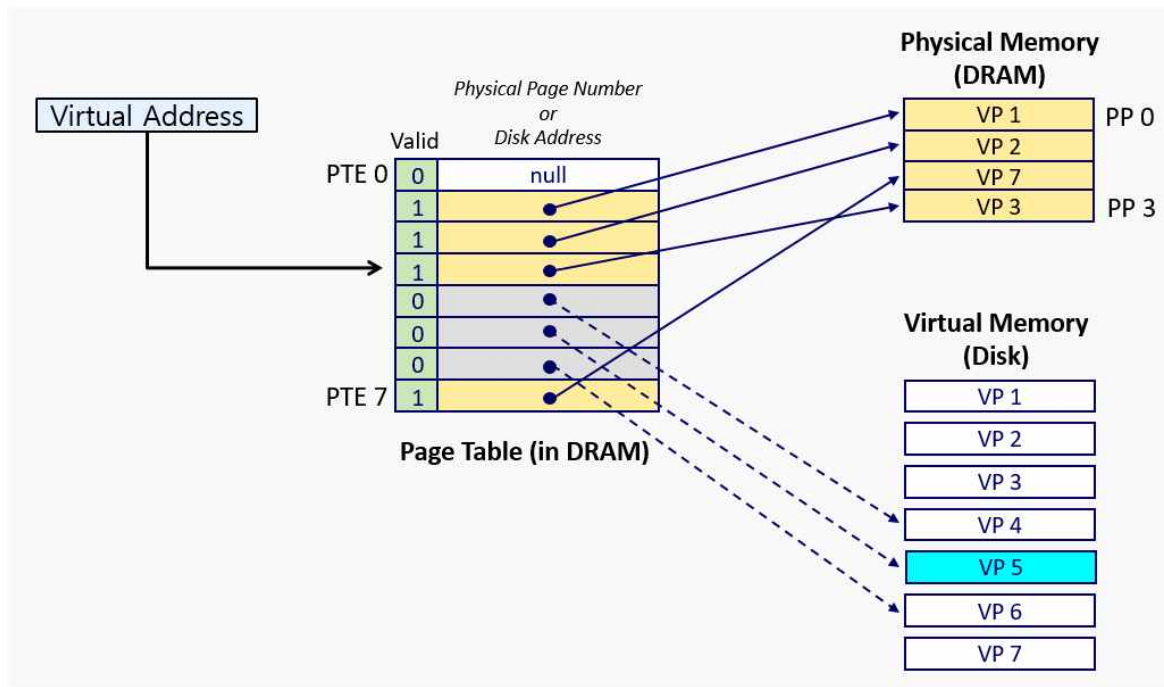 Physical Memory
(DRAM)
Physical Page Number
or
Disk Address
Virtual Address
Valid
VP 1 PP 0
VP 2
VP 7
VP 3 PP 3
PTE 0 0 null
1
1
1
0
0
0
PTE 7 1
Page Table (in DRAM)
Virtual Memory
(Disk)
VP 1
VP 2
VP 3
VP 4
VP 5
VP 6
VP 7